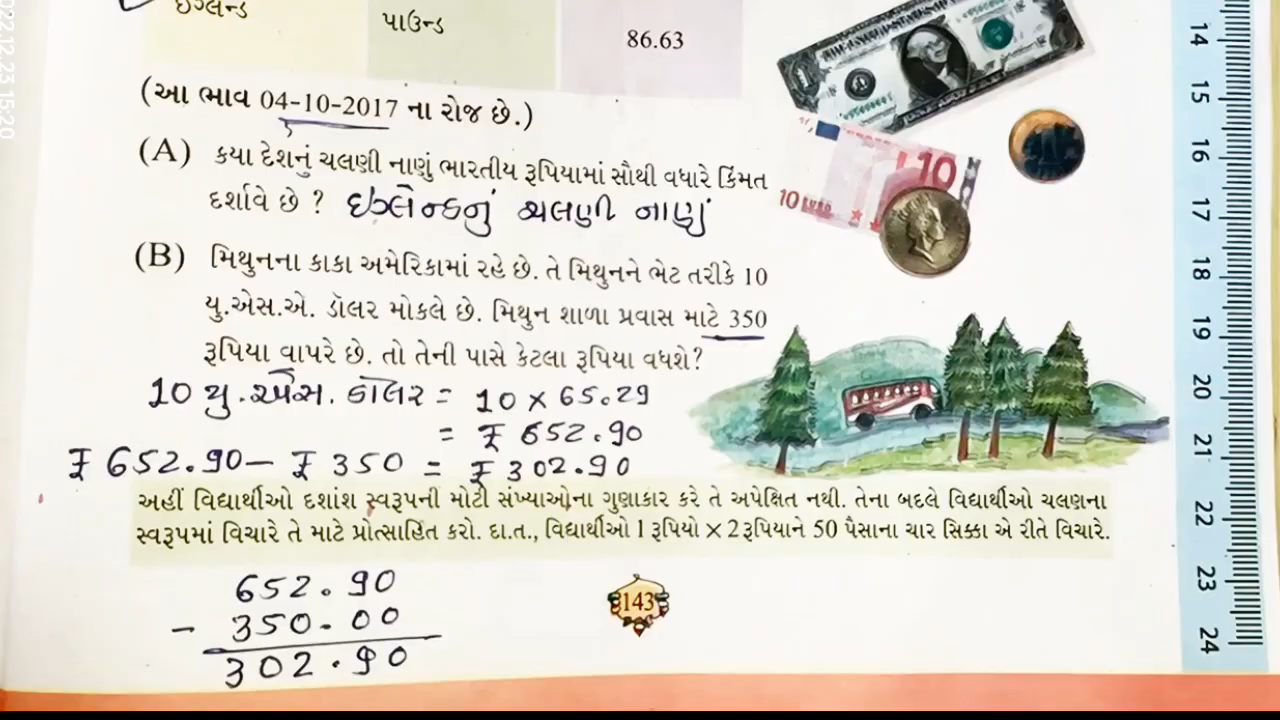 ઇંગ્લૅન્ડ
પાઉન્ડ
86.63
(આ ભાવ 04-10-2017 ના રોજ છે.)
(A) કયા દેશનું ચલણી નાણું ભારતીય રૂપિયામાં સૌથી વધારે કિંમત
દર્શાવે છે ? ઇંગ્લેન્ડનું ચલણી નાણું
(B) મિથુનના કાકા અમેરિકામાં રહે છે. તે મિથુનને ભેટ તરીકે 10
યુ.એસ.એ. ડૉલર મોકલે છે. મિથુન શાળા પ્રવાસ માટે 350
રૂપિયા વાપરે છે. તો તેની પાસે કેટલા રૂપિયા વધશે?
10 યુ.એસ. ડૉલર = 10 × 65.29
= ₹ 652.90
₹ 652.90 – ₹ 350 = ₹ 302.90
અહીં વિદ્યાર્થીઓ દશાંશ સ્વરૂપની મોટી સંખ્યાઓના ગુણાકાર કરે તે અપેક્ષિત નથી. તેના બદલે વિદ્યાર્થીઓ ચલણના
સ્વરૂપમાં વિચારે તે માટે પ્રોત્સાહિત કરો. દા.ત., વિદ્યાર્થીઓ 1 રૂપિયો × 2 રૂપિયાને 50 પૈસાના ચાર સિક્કા એ રીતે વિચારે.
652.90
– 350.00
302.90
143
10 EURO
10
14
15
16
17
18
19
20
21
22
23
24